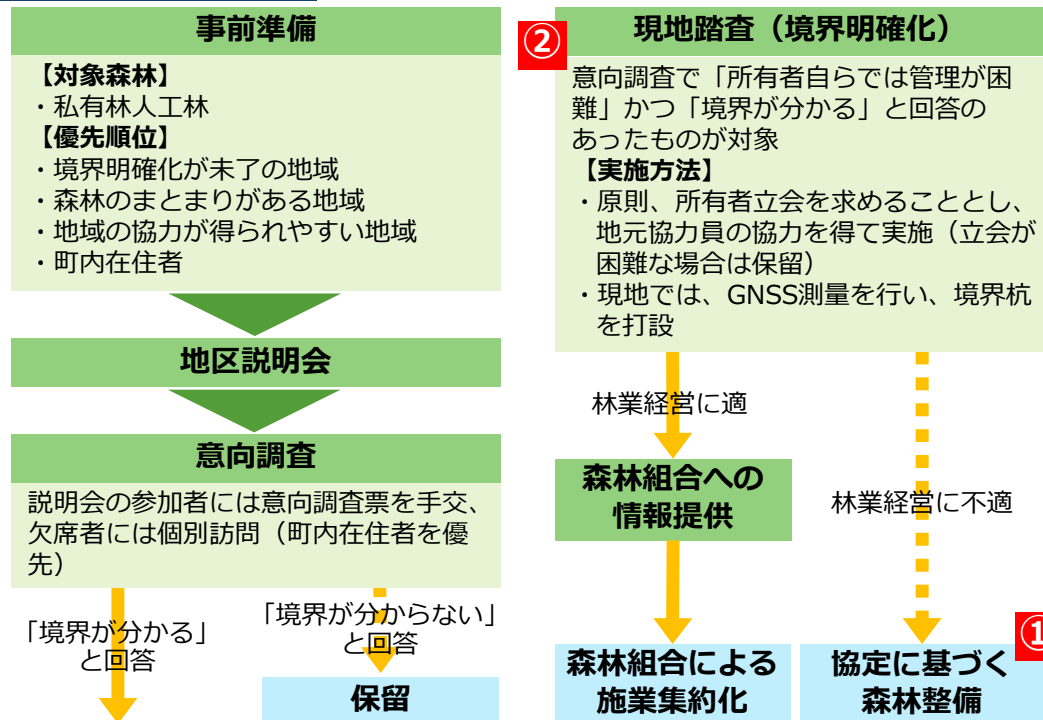 事前準備
【対象森林】
・私有林人工林
【優先順位】
・境界明確化が未了の地域
・森林のまとまりがある地域
・地域の協力が得られやすい地域
・町内在住者
地区説明会
意向調査
説明会の参加者には意向調査票を手交、
欠席者には個別訪問（町内在住者を優
先）
「境界が分かる」
と回答
「境界が分からない」
と回答
保留
②
現地踏査（境界明確化）
意向調査で「所有者自らでは管理が困
難」かつ「境界が分かる」と回答の
あったものが対象
【実施方法】
・原則、所有者立会を求めることとし、
地元協力員の協力を得て実施（立会が
困難な場合は保留）
・現地では、GNSS測量を行い、境界杭
を打設
林業経営に適
森林組合への
情報提供
林業経営に不適
森林組合による
施業集約化
①
協定に基づく
森林整備